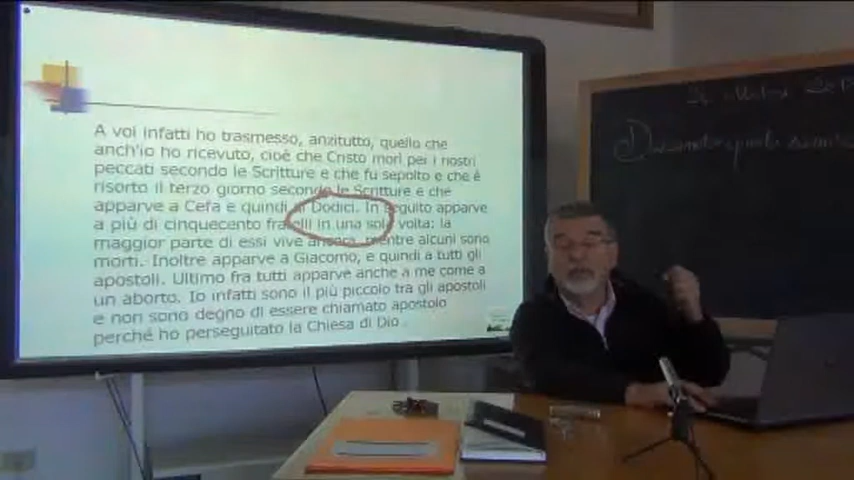 A voi infatti ho trasmesso, anzitutto, quello che
anch'io ho ricevuto, cioè che Cristo morì per i nostri
peccati secondo le Scritture e che fu sepolto e che è
risorto il terzo giorno secondo le Scritture e che
apparve a Cefa e quindi ai Dodici. In seguito apparve
a più di cinquecento fratelli in una sola volta: la
maggior parte di essi vive ancora, mentre alcuni sono
morti. Inoltre apparve a Giacomo, e quindi a tutti gli
apostoli. Ultimo fra tutti apparve anche a me come a
un aborto. Io infatti sono il più piccolo tra gli apostoli
e non sono degno di essere chiamato apostolo
perché ho perseguitato la Chiesa di Dio.
ottobre